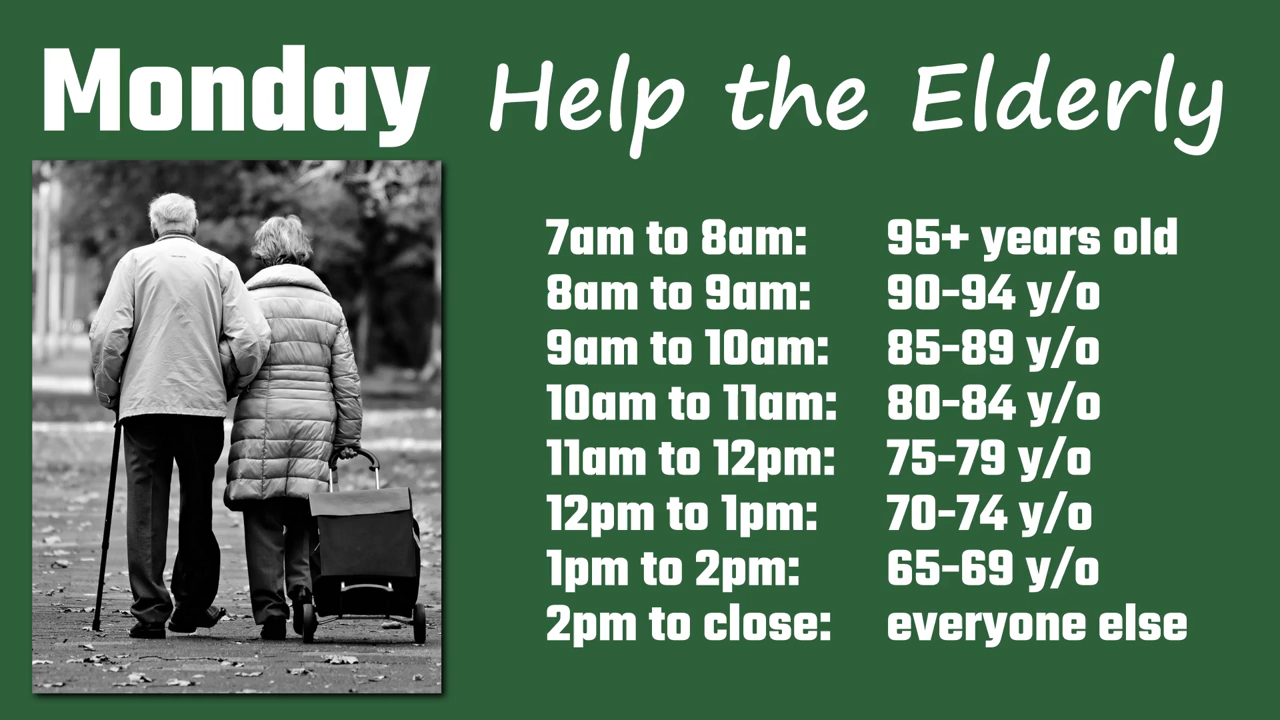 Monday Help the Elderly
7am to 8am: 95+ years old
8am to 9am: 90-94 y/o
9am to 10am: 85-89 y/o
10am to 11am: 80-84 y/o
11am to 12pm: 75-79 y/o
12pm to 1pm: 70-74 y/o
1pm to 2pm: 65-69 y/o
2pm to close: everyone else